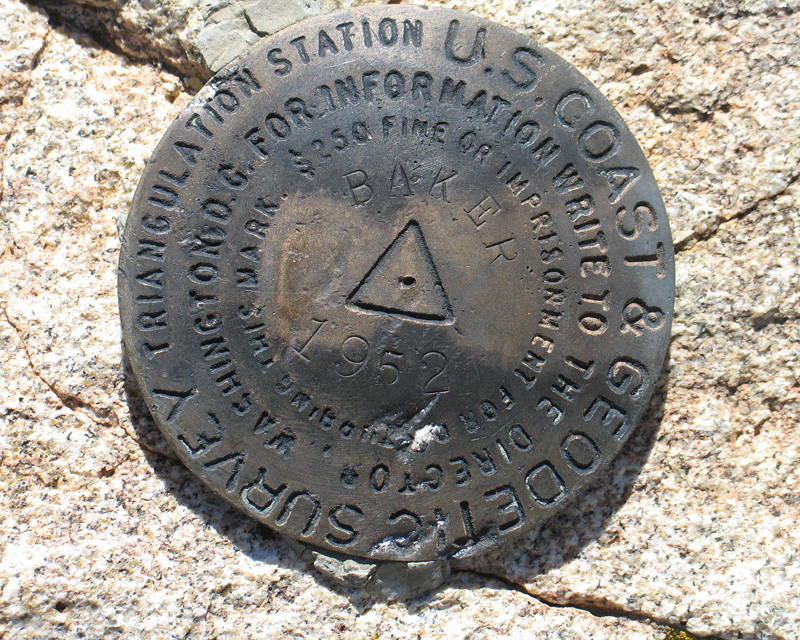 U.S. COAST & GEODETIC SURVEY
TRIANGULATION STATION
FOR INFORMATION WRITE TO THE DIRECTOR WASHINGTON D.C.
$250 FINE OR IMPRISONMENT FOR DISTURBING THIS MARK.
BAKER
1952